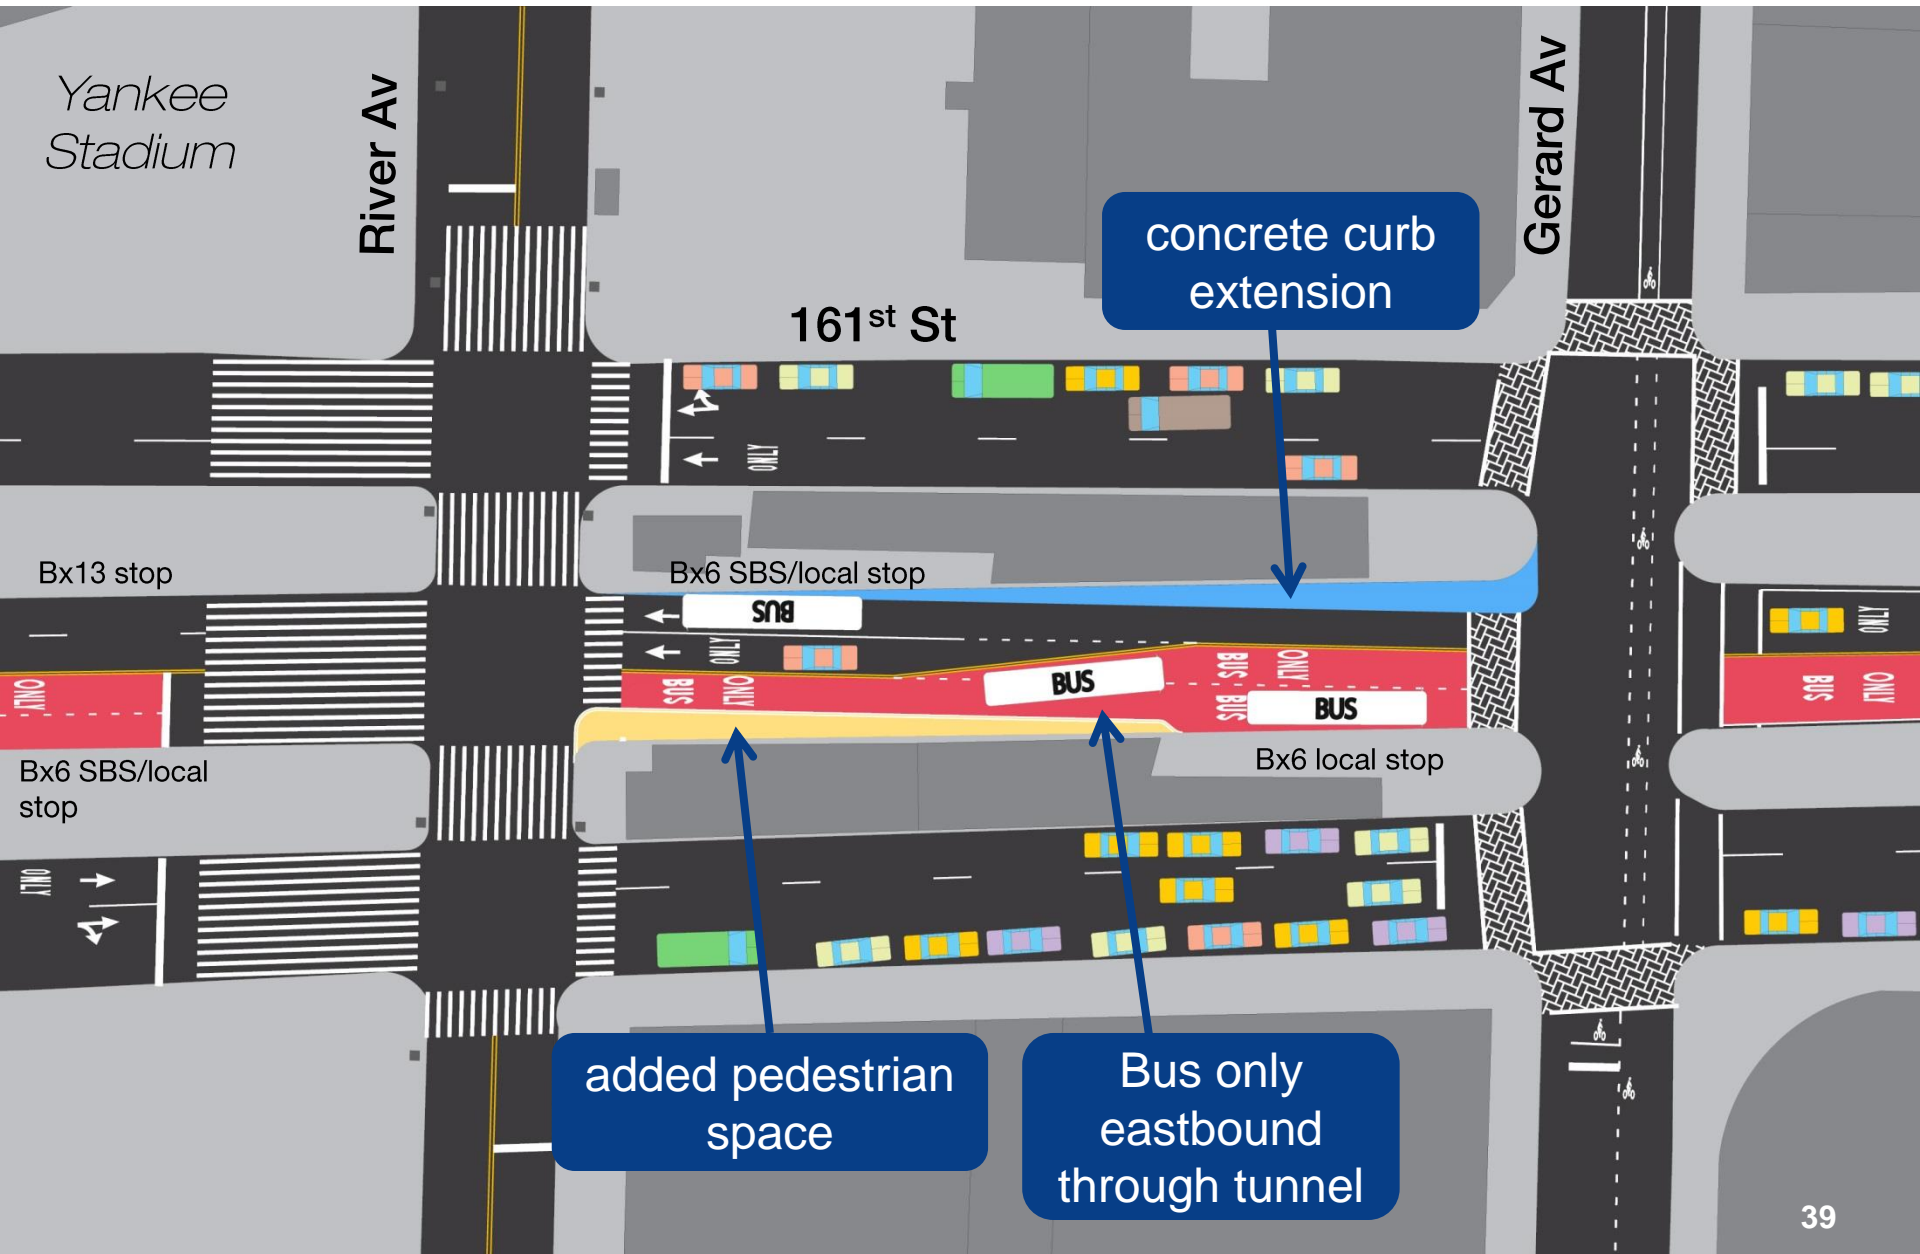 Yankee
Stadium
River Av
Gerard Av
concrete curb
extension
161st St
ONLY
Bx13 stop
Bx6 SBS/local stop
BUS
ONLY
ONLY
ONLY
BUS
ONLY
BUS
BUS
ONLY
BUS
BUS
BUS
ONLY
Bx6 SBS/local
stop
Bx6 local stop
ONLY
added pedestrian
space
Bus only
eastbound
through tunnel
39